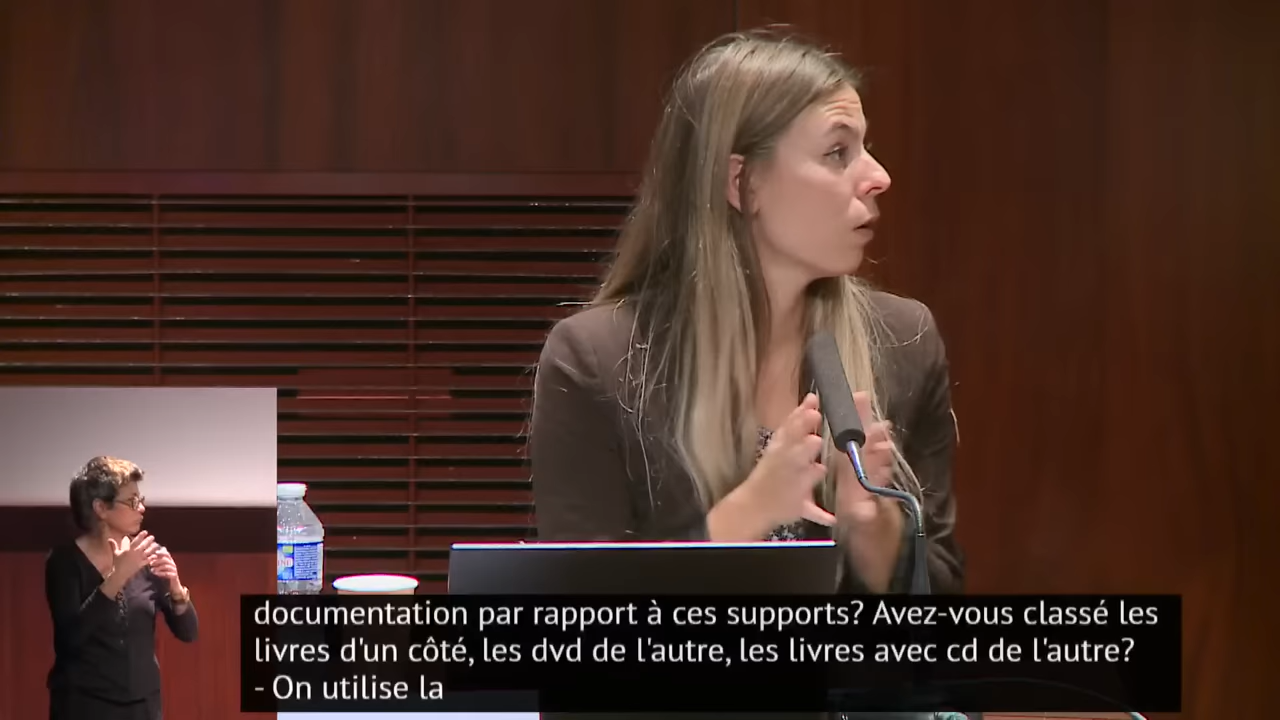 documentation par rapport à ces supports? Avez-vous classé les
livres d'un côté, les dvd de l'autre, les livres avec cd de l'autre?
- On utilise la